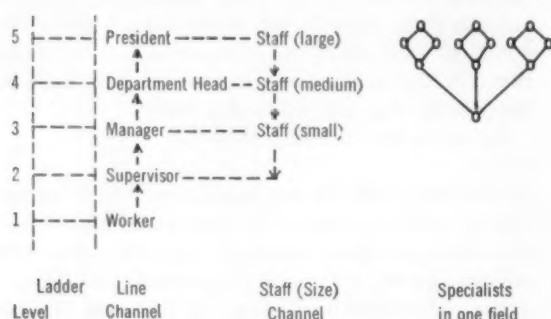 5 President Staff (large)
4 Department Head Staff (medium)
3 Manager Staff (small)
2 Supervisor
1 Worker
Ladder Line Staff (Size) Specialists
Level Channel Channel in one field